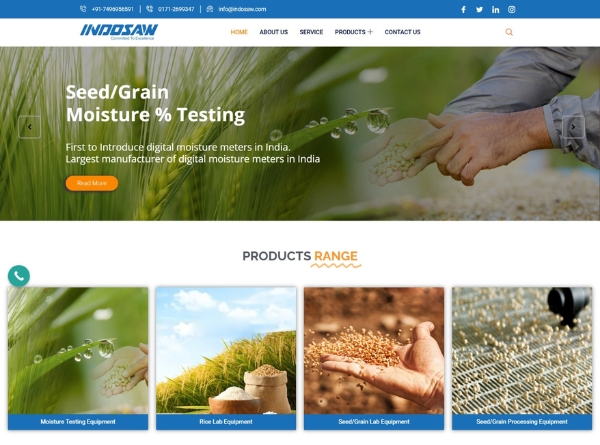 +91-7496956591
0171-2699347
info@indosaw.com
INDOSAW
Committed To Excellence
HOME ABOUT US SERVICE PRODUCTS + CONTACT US
Seed/Grain
Moisture % Testing
First to Introduce digital moisture meters in India.
Largest manufacturer of digital moisture meters in India
Read More
PRODUCTS RANGE
Moisture Testing Equipment
Rice Lab Equipment
Seed/Grain Lab Equipment
Seed/Grain Processing Equipment